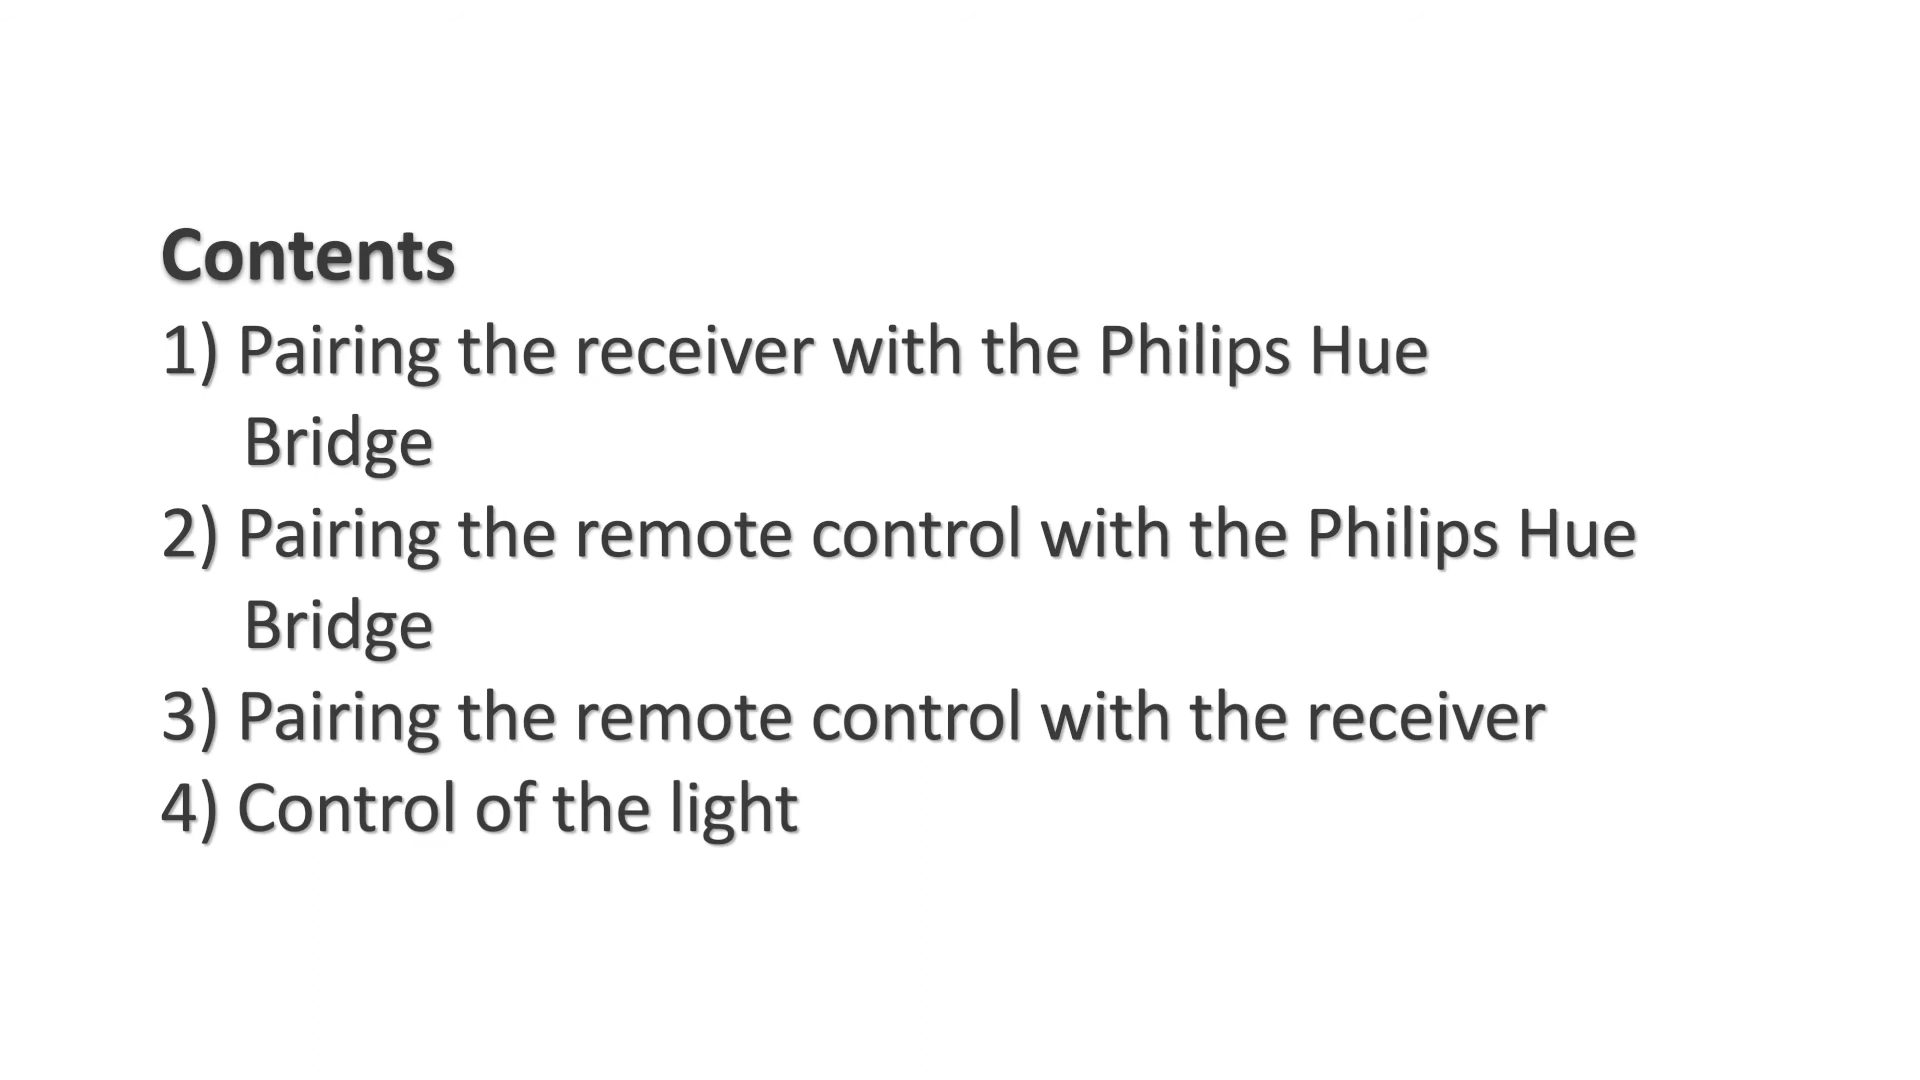 Contents
1) Pairing the receiver with the Philips Hue
Bridge
2) Pairing the remote control with the Philips Hue
Bridge
3) Pairing the remote control with the receiver
4) Control of the light